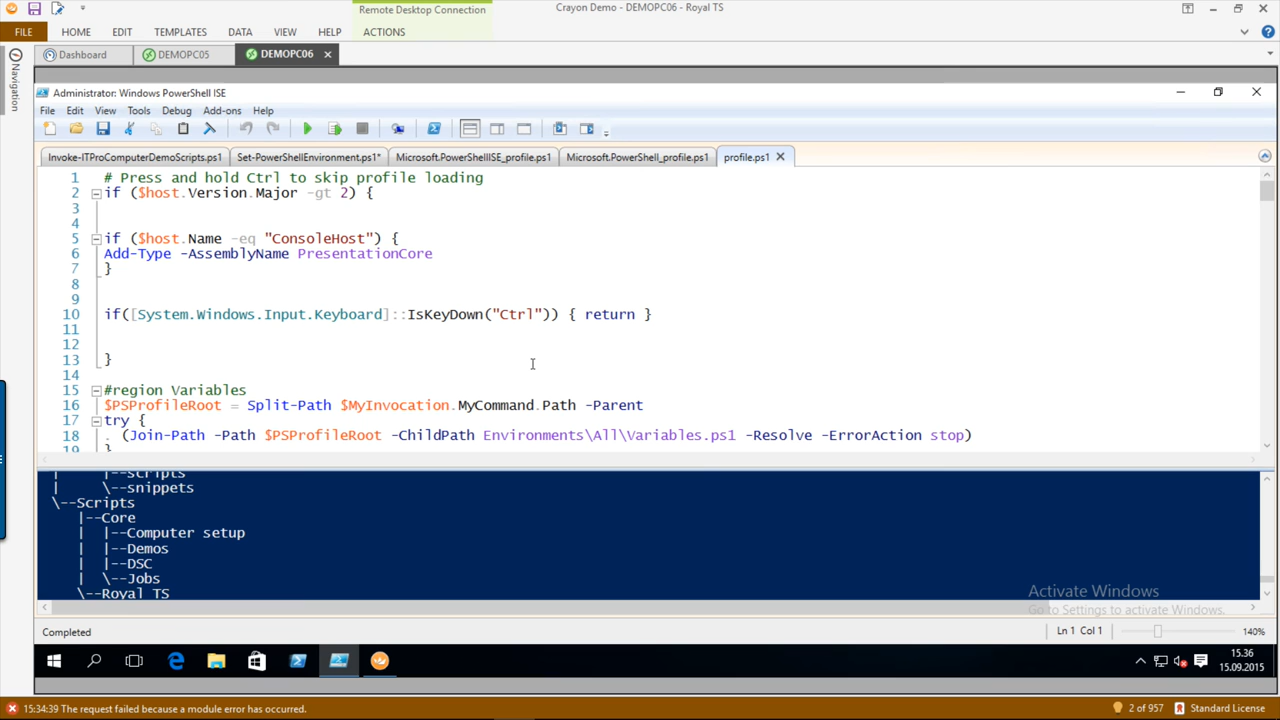 Remote Desktop Connection
Crayon Demo - DEMOPC06 - Royal TS
FILE HOME EDIT TEMPLATES DATA VIEW HELP ACTIONS
Navigation
Dashboard DEMOPC05 DEMOPC06
Administrator: Windows PowerShell ISE
File Edit View Tools Debug Add-ons Help
Invoke-ITProComputerDemoScripts.ps1 Set-PowerShellEnvironment.ps1* Microsoft.PowerShellISE_profile.ps1 Microsoft.PowerShell_profile.ps1 profile.ps1
1 # Press and hold Ctrl to skip profile loading
2 if ($host.Version.Major -gt 2) {
3
4
5 if ($host.Name -eq "ConsoleHost") {
6 Add-Type -AssemblyName PresentationCore
7 }
8
9
10 if([System.Windows.Input.Keyboard]::IsKeyDown("Ctrl")) { return }
11
12
13 }
14
15 #region Variables
16 $PSProfileRoot = Split-Path $MyInvocation.MyCommand.Path -Parent
17 try {
18 . (Join-Path -Path $PSProfileRoot -ChildPath Environments\All\Variables.ps1 -Resolve -ErrorAction stop)
19 }
| |--scripts
| \--snippets
\--Scripts
|--Core
| |--Computer setup
| |--Demos
| |--DSC
| \--Jobs
\--Royal TS
Activate Windows
Go to Settings to activate Windows.
Completed
Ln 1 Col 1
140%
15.36
15.09.2015
15:34:39 The request failed because a module error has occurred.
2 of 957
Standard License